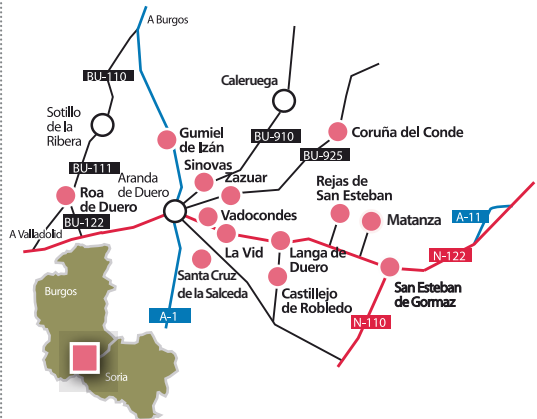 A Burgos
BU-110
Caleruega
Sotillo
de la
Ribera
Gumiel
de Izán
BU-910
Coruña del Conde
BU-925
Sinovas
BU-111
Aranda
de Duero
Zazuar
Roa
de Duero
Rejas de
San Esteban
BU-122
Vadocondes
Matanza
A-11
A Valladolid
La Vid
Langa de
Duero
N-122
Santa Cruz
de la Salceda
Castillejo
de Robledo
San Esteban
de Gormaz
Burgos
A-1
N-110
Soria